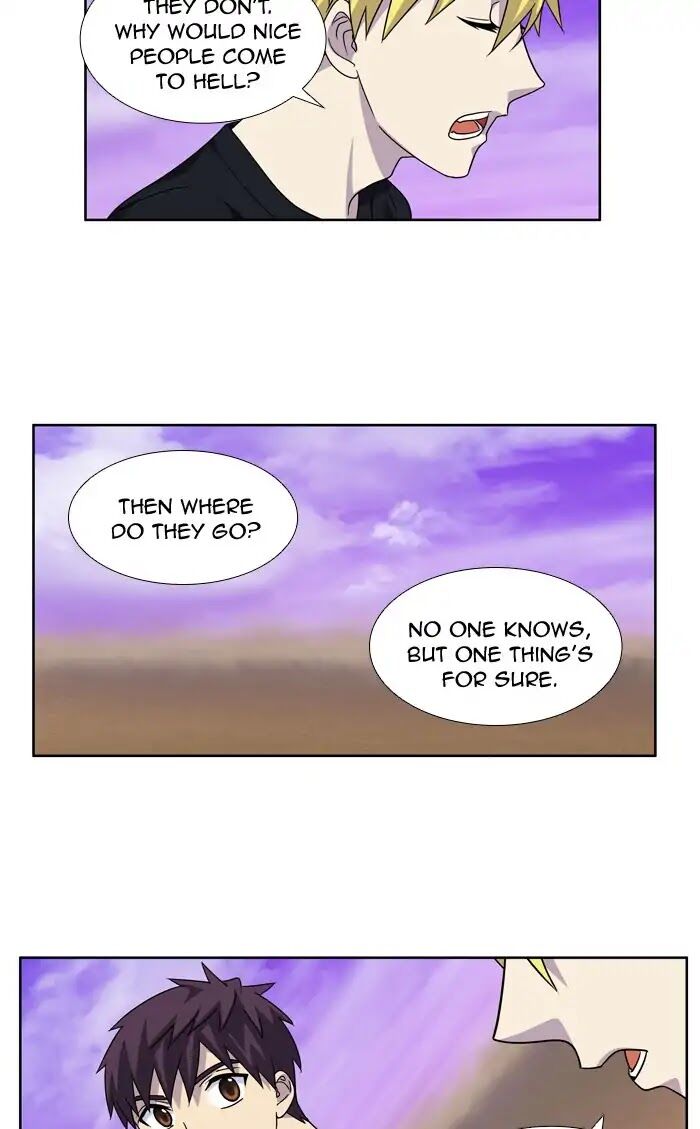 THEY DON'T.
WHY WOULD NICE
PEOPLE COME
TO HELL?
THEN WHERE
DO THEY GO?
NO ONE KNOWS,
BUT ONE THING'S
FOR SURE.